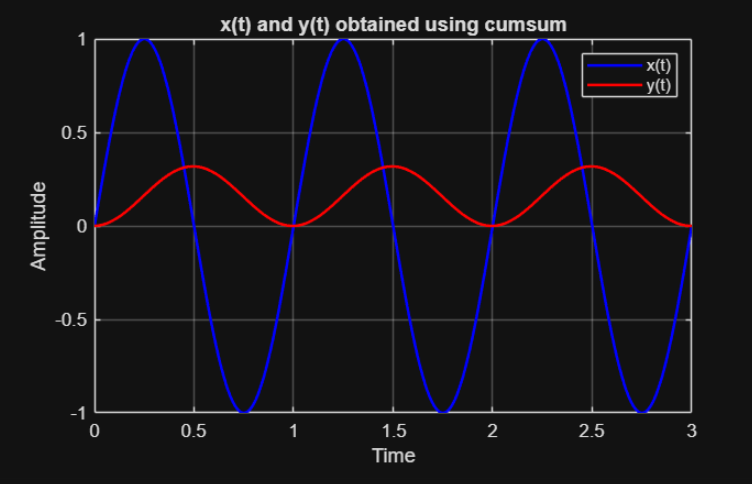 x(t) and y(t) obtained using cumsum
1
0.5
0
-0.5
-1
Amplitude
x(t)
y(t)
0 0.5 1 1.5 2 2.5 3
Time